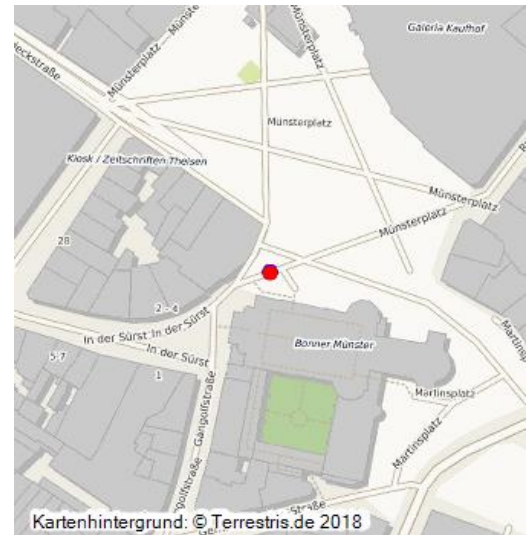 Galeria Kaufhof
Münsterplatz
Münsterplatz
Kiosk / Zeitschriften Theisen
Münsterplatz
Münsterplatz
28
2 - 4
In der Sürst
In der Sürst
In der Sürst
5-7
1
Bonner Münster
Martinsplatz
Martinsplatz
Gangolfstraße
Kartenhintergrund: © Terrestris.de 2018